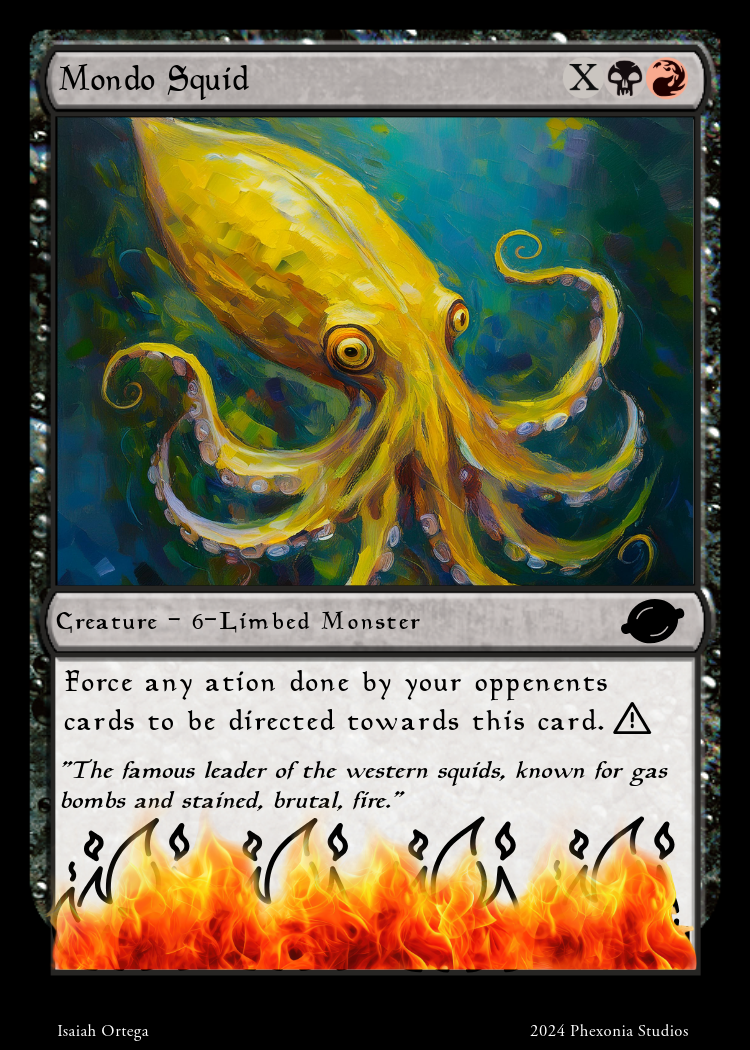 Mondo Squid X
Creature - 6-Limbed Monster
Force any ation done by your oppenents
cards to be directed towards this card.
"The famous leader of the western squids, known for gas
bombs and stained, brutal, fire."
Isaiah Ortega 2024 Phexonia Studios